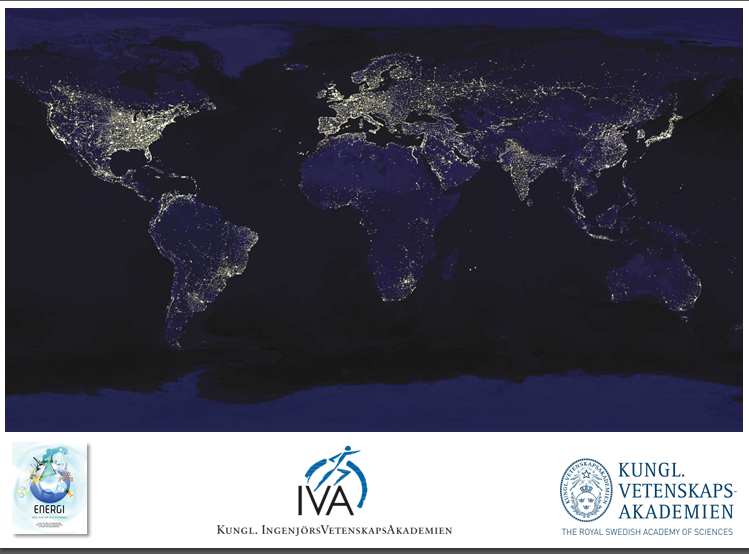 ENERGI
IVA
KUNGL. INGENJÖRSVETENSKAPSAKADEMIEN
KUNGL.
VETENSKAPS-
AKADEMIEN
THE ROYAL SWEDISH ACADEMY OF SCIENCES